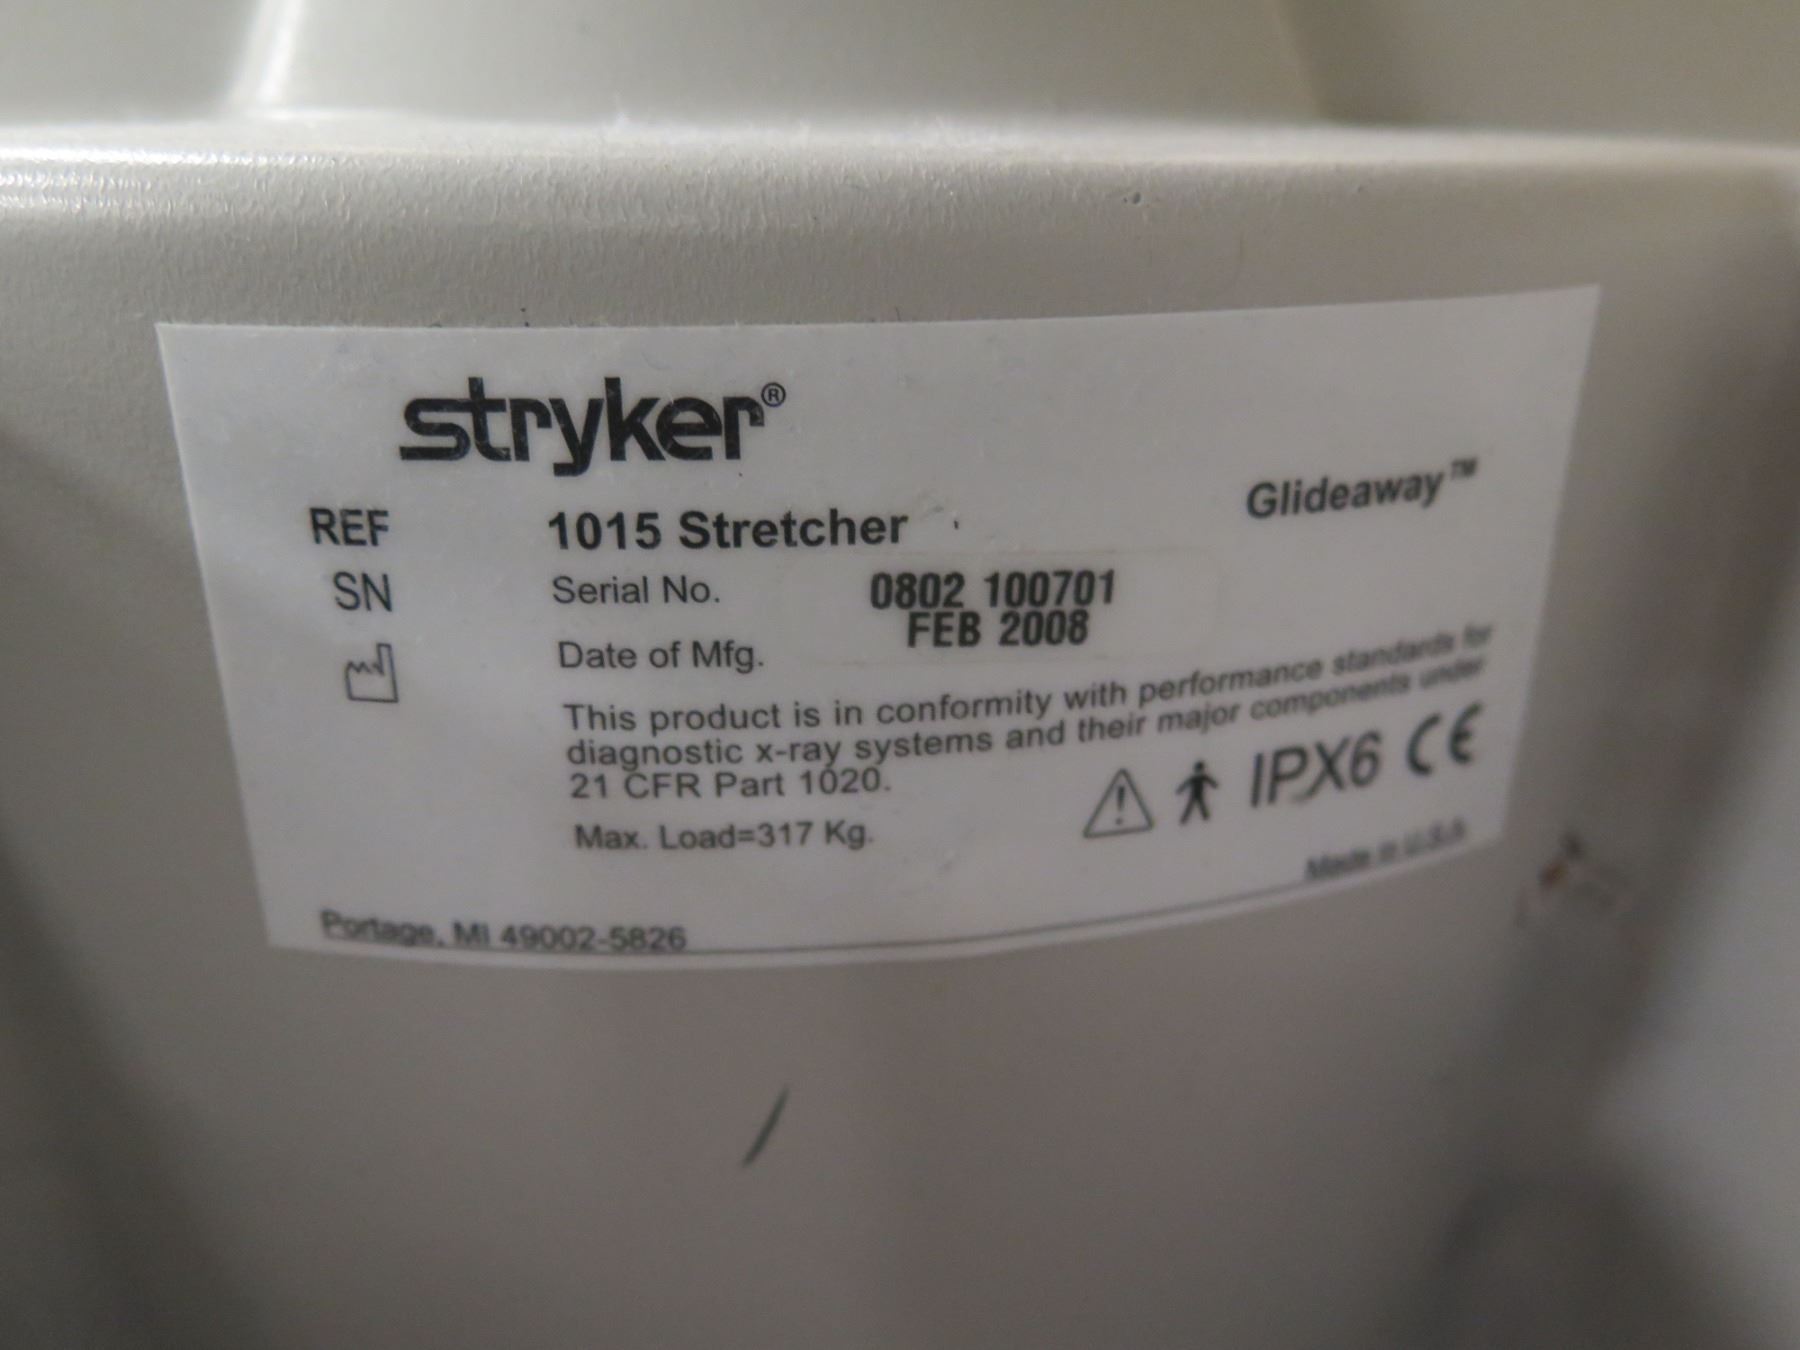 stryker®
Glideaway™
REF 1015 Stretcher
SN Serial No. 0802 100701
Date of Mfg. FEB 2008
This product is in conformity with performance standards for
diagnostic x-ray systems and their major components under
21 CFR Part 1020.
IPX6 CE
Max. Load=317 Kg.
Made in U.S.A.
Portage, MI 49002-5826